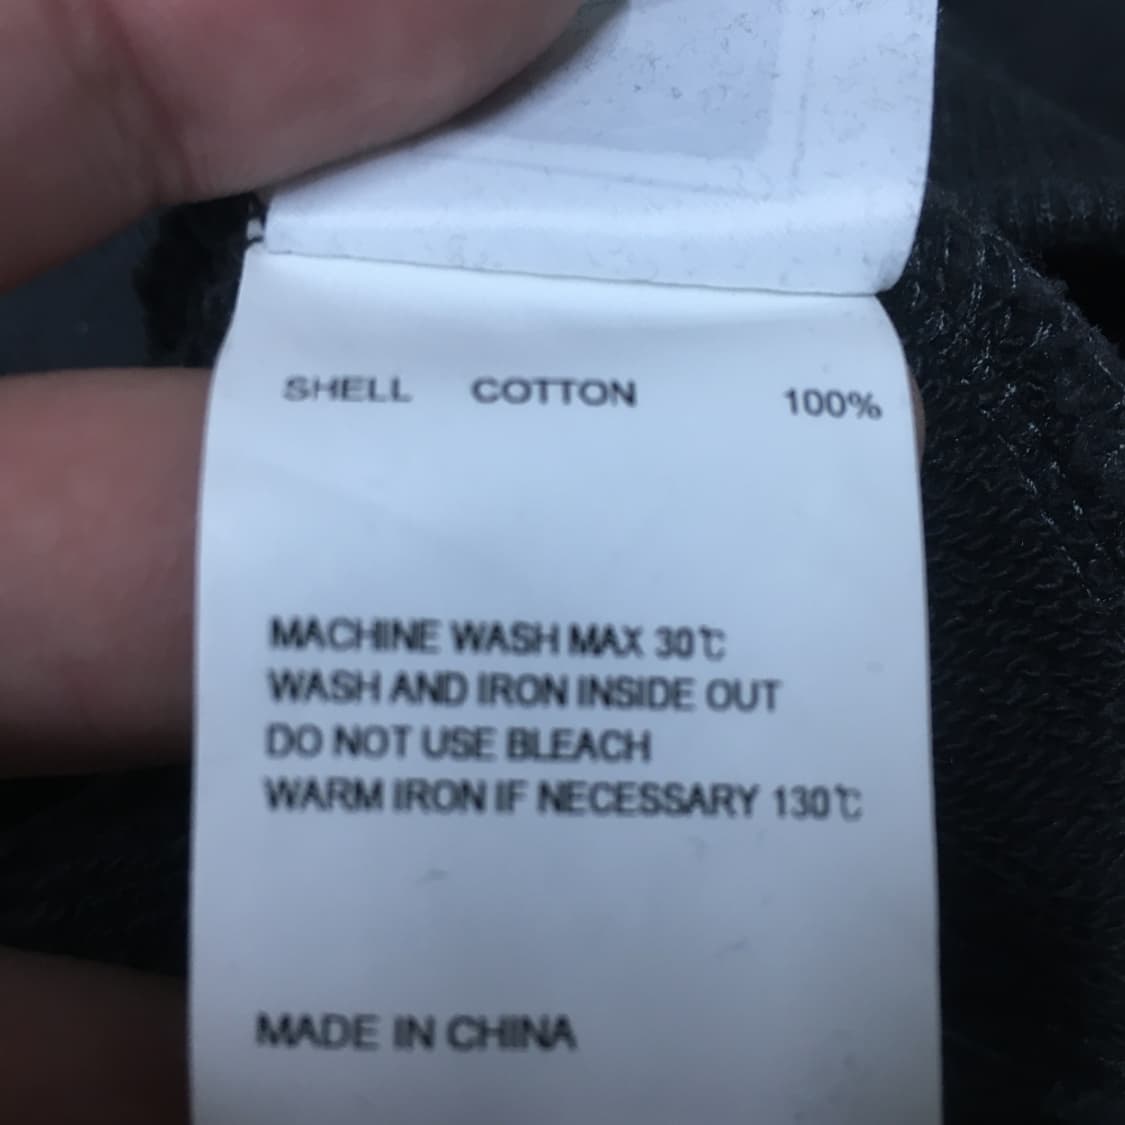 SHELL COTTON 100%
MACHINE WASH MAX 30℃
WASH AND IRON INSIDE OUT
DO NOT USE BLEACH
WARM IRON IF NECESSARY 130℃
MADE IN CHINA